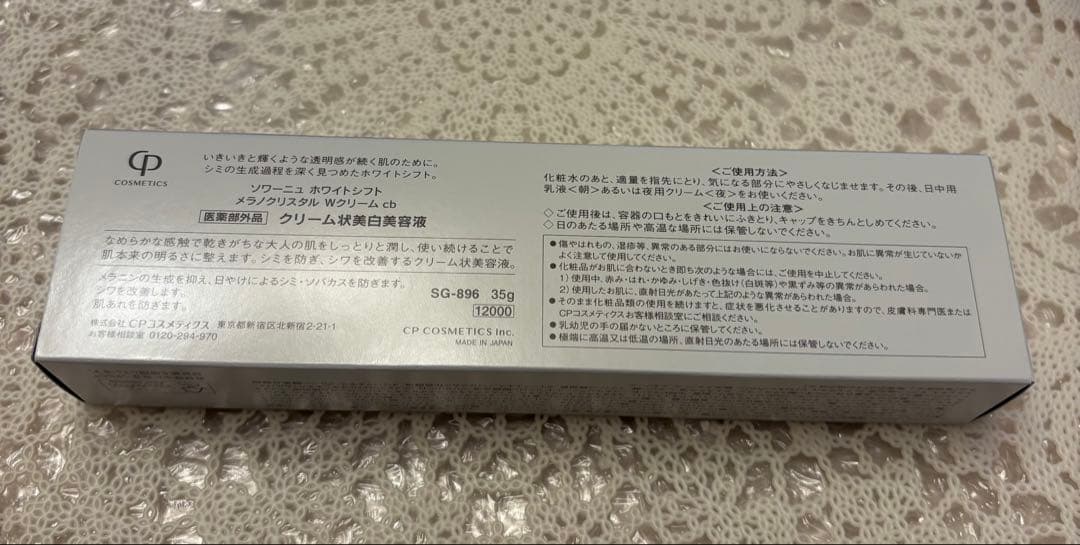 CP
COSMETICS
いきいきと輝くような透明感が続く肌のために。
シミの生成過程を深く見つめたホワイトシフト。
ソワーニュ ホワイトシフト
メラノクリスタル Wクリーム cb
医薬部外品 クリーム状美白美容液
なめらかな感触で乾きがちな大人の肌をしっとりと潤し、使い続けることで
肌本来の明るさに整えます。シミを防ぎ、シワを改善するクリーム状美容液。
メラニンの生成を抑え、日やけによるシミ・ソバカスを防ぎます。
シワを改善します。
肌あれを防ぎます。
SG-896 35g
12000
株式会社CPコスメティクス 東京都新宿区北新宿2-21-1
お客様相談室 0120-294-970
CP COSMETICS Inc.
MADE IN JAPAN
<ご使用方法>
化粧水のあと、適量を指先にとり、気になる部分にやさしくなじませます。その後、日中用
乳液<朝>あるいは夜用クリーム<夜>をお使いください。
<ご使用上の注意>
◇ご使用後は、容器の口もとをきれいにふきとり、キャップをきちんとしめてください。
◇日のあたる場所や高温な場所には保管しないでください。
●傷やはれもの、湿疹等、異常のある部分にはお使いにならないでください。お肌に異常が生じていないか
よく注意して使用してください。
●化粧品がお肌に合わないとき即ち次のような場合には、ご使用を中止してください。
1) 使用中、赤み・はれ・かゆみ・しげき・色抜け(白斑等)や黒ずみ等の異常があらわれた場合。
2) 使用したお肌に、直射日光があたって上記のような異常があらわれた場合。
●そのまま化粧品類の使用を続けますと、症状を悪化させることがありますので、皮膚科専門医または
CPコスメティクスお客様相談室にご相談ください。
●乳幼児の手の届かないところに保管してください。
●極端に高温又は低温の場所、直射日光のあたる場所には保管しないでください。